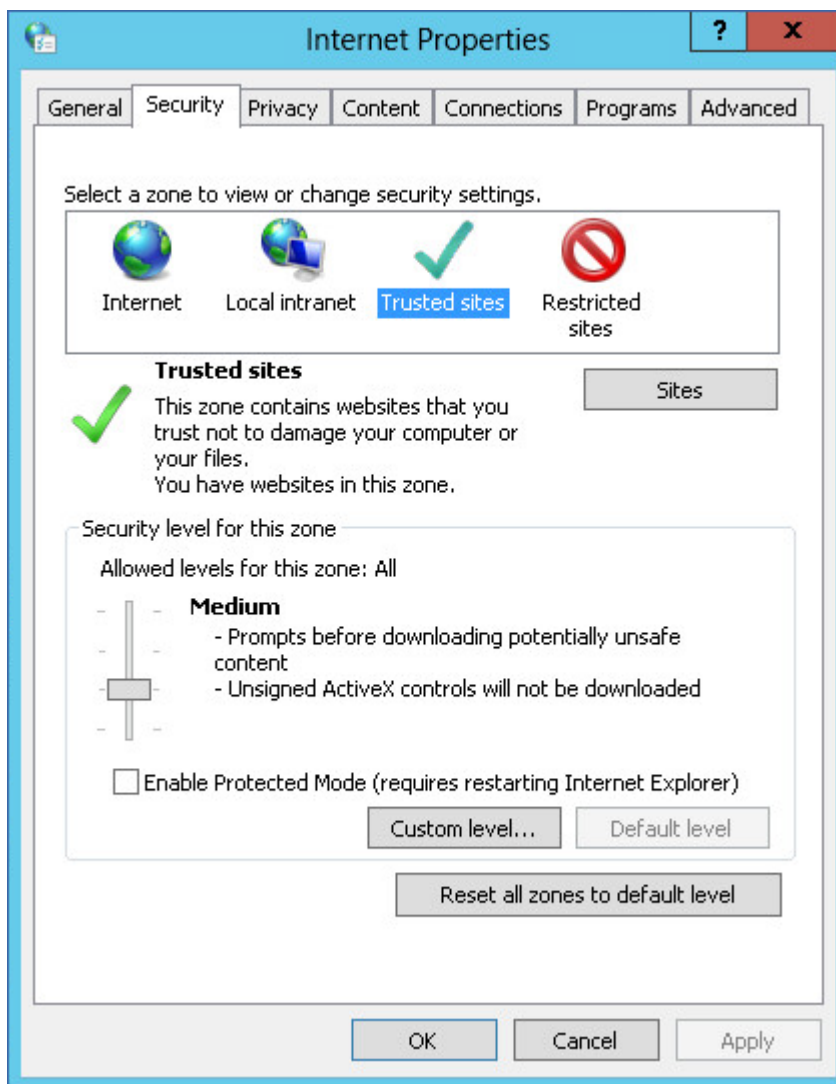 Internet Properties
? x
General Security Privacy Content Connections Programs Advanced
Select a zone to view or change security settings.
Internet Local intranet Trusted sites Restricted
sites
Trusted sites
Sites
This zone contains websites that you
trust not to damage your computer or
your files.
You have websites in this zone.
Security level for this zone
Allowed levels for this zone: All
Medium
- Prompts before downloading potentially unsafe
content
- Unsigned ActiveX controls will not be downloaded
Enable Protected Mode (requires restarting Internet Explorer)
Custom level... Default level
Reset all zones to default level
OK Cancel Apply